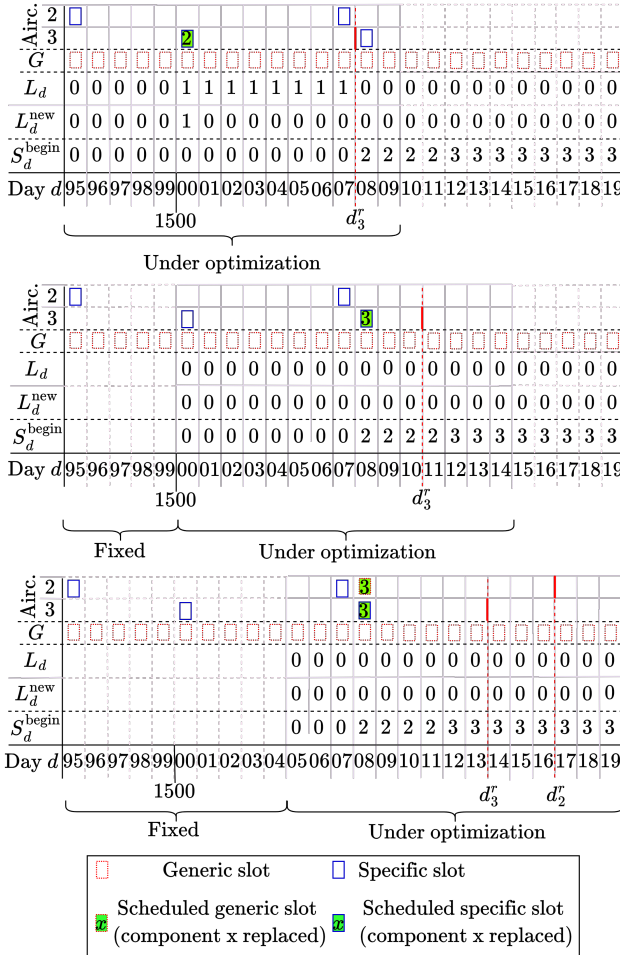 Airc. 2
3 2
G
L_d 0 0 0 0 0 1 1 1 1 1 1 1 1 0 0 0 0 0 0 0 0 0 0 0 0
L_d^new 0 0 0 0 0 1 0 0 0 0 0 0 0 0 0 0 0 0 0 0 0 0 0 0 0
S_d^begin 0 0 0 0 0 0 0 0 0 0 0 0 0 2 2 2 2 3 3 3 3 3 3 3 3
Day d 95 96 97 98 99 00 01 02 03 04 05 06 07 08 09 10 11 12 13 14 15 16 17 18 19
1500 d_3^r
Under optimization
Airc. 2
3 3
G
L_d 0 0 0 0 0 0 0 0 0 0 0 0 0 0 0 0 0 0 0 0
L_d^new 0 0 0 0 0 0 0 0 0 0 0 0 0 0 0 0 0 0 0 0
S_d^begin 0 0 0 0 0 0 0 0 2 2 2 2 3 3 3 3 3 3 3 3
Day d 95 96 97 98 99 00 01 02 03 04 05 06 07 08 09 10 11 12 13 14 15 16 17 18 19
1500 d_3^r
Fixed Under optimization
Airc. 2 3
3 3
G
L_d 0 0 0 0 0 0 0 0 0 0 0 0 0 0 0
L_d^new 0 0 0 0 0 0 0 0 0 0 0 0 0 0 0
S_d^begin 0 0 0 2 2 2 2 3 3 3 3 3 3 3 3
Day d 95 96 97 98 99 00 01 02 03 04 05 06 07 08 09 10 11 12 13 14 15 16 17 18 19
1500 d_3^r d_2^r
Fixed Under optimization
Generic slot Specific slot
x Scheduled generic slot x Scheduled specific slot
(component x replaced) (component x replaced)